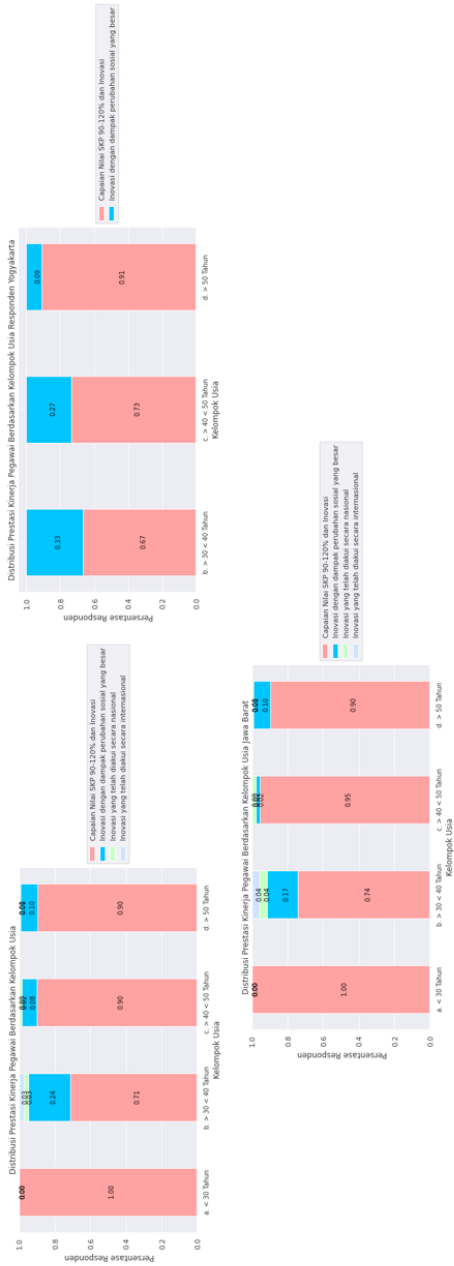 Distribusi Prestasi Kinerja Pegawai Berdasarkan Kelompok Usia
Persentase Responden
1.0
0.8
0.6
0.4
0.2
0.0
0.00
1.00
0.03
0.03
0.24
0.71
0.08
0.90
0.10
0.90
a. < 30 Tahun
b. > 30 < 40 Tahun
c. > 40 < 50 Tahun
d. > 50 Tahun
Kelompok Usia
Capaian Nilai SKP 90-120% dan Inovasi
Inovasi dengan dampak perubahan sosial yang besar
Inovasi yang telah diakui secara nasional
Inovasi yang telah diakui secara internasional
Distribusi Prestasi Kinerja Pegawai Berdasarkan Kelompok Usia Responden Yogyakarta
Persentase Responden
1.0
0.8
0.6
0.4
0.2
0.0
0.33
0.67
0.27
0.73
0.09
0.91
b. > 30 < 40 Tahun
c. > 40 < 50 Tahun
d. > 50 Tahun
Kelompok Usia
Capaian Nilai SKP 90-120% dan Inovasi
Inovasi dengan dampak perubahan sosial yang besar
Distribusi Prestasi Kinerja Pegawai Berdasarkan Kelompok Usia Jawa Barat
Persentase Responden
1.0
0.8
0.6
0.4
0.2
0.0
0.00
1.00
0.04
0.04
0.17
0.74
0.02
0.95
0.10
0.90
a. < 30 Tahun
b. > 30 < 40 Tahun
c. > 40 < 50 Tahun
d. > 50 Tahun
Kelompok Usia
Capaian Nilai SKP 90-120% dan Inovasi
Inovasi dengan dampak perubahan sosial yang besar
Inovasi yang telah diakui secara nasional
Inovasi yang telah diakui secara internasional